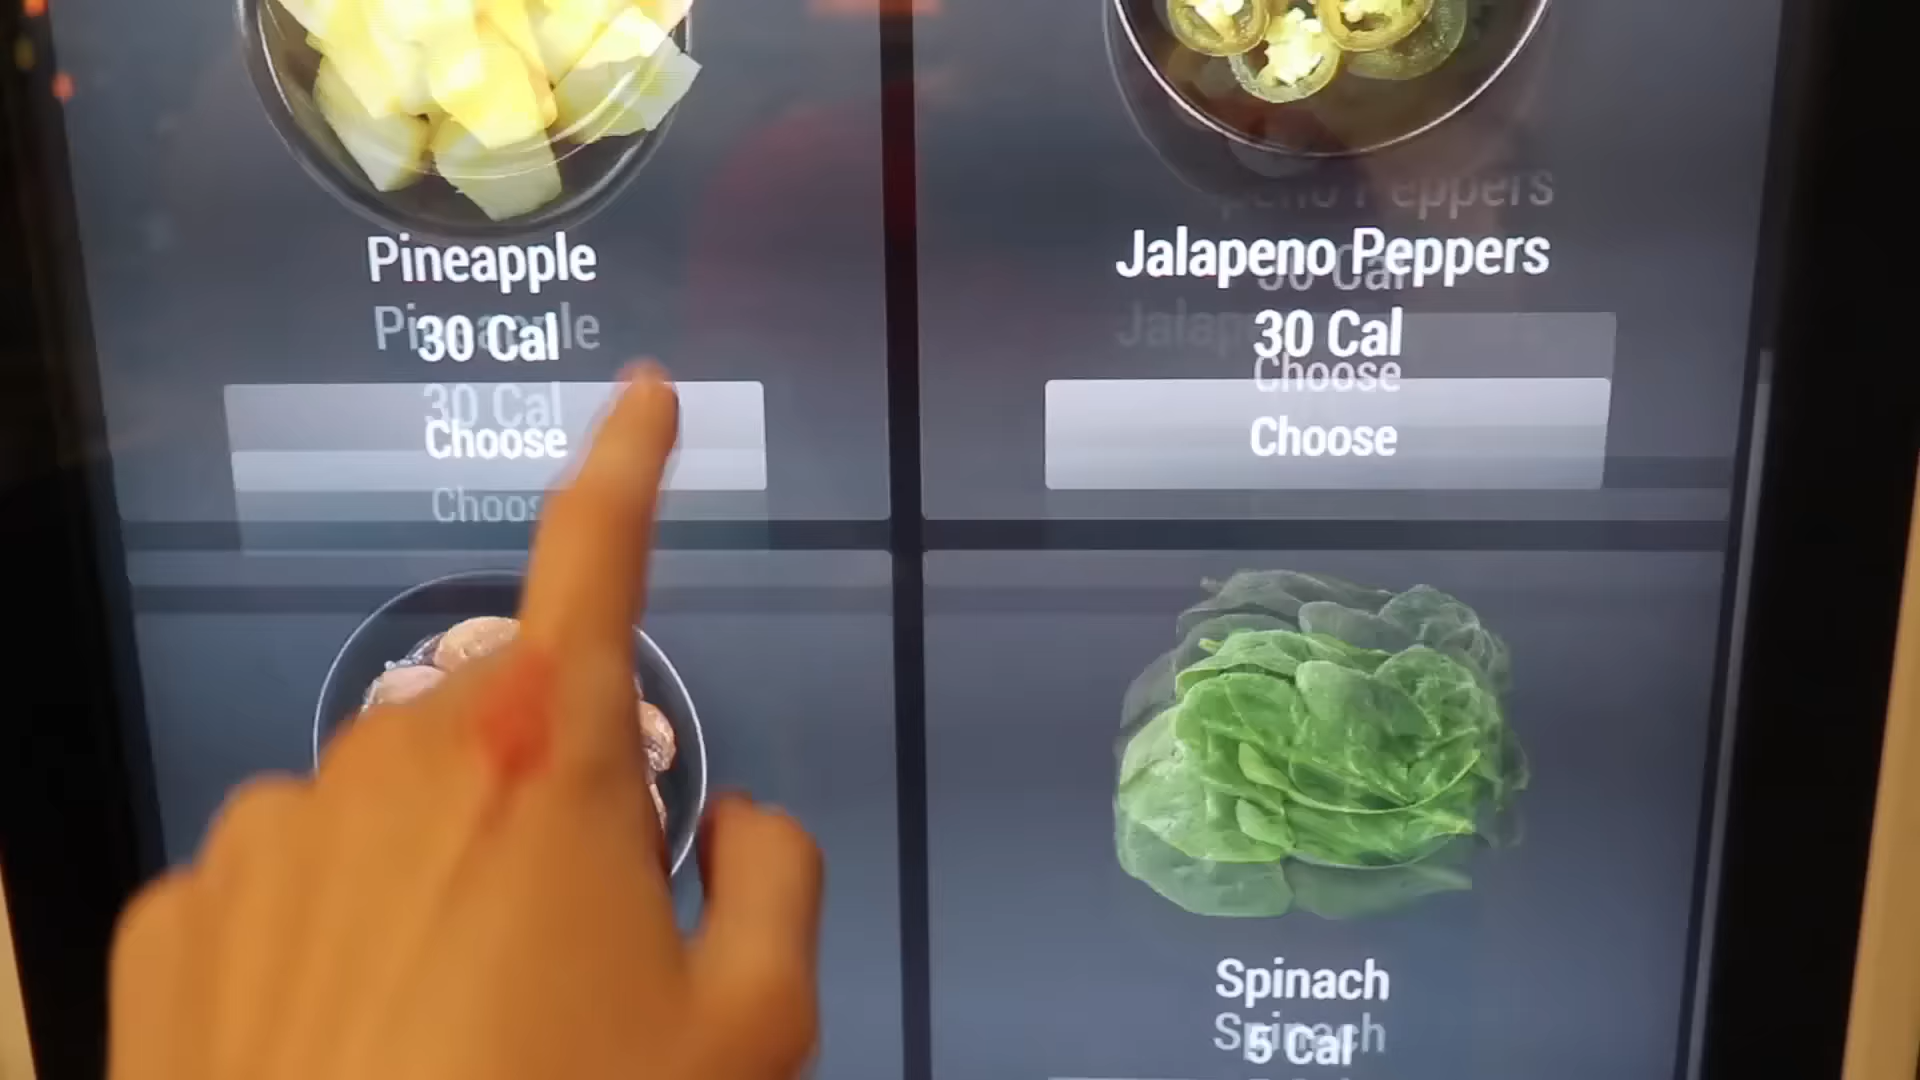 Pineapple
30 Cal
Choose
Jalapeno Peppers
30 Cal
Choose
Spinach
5 Cal